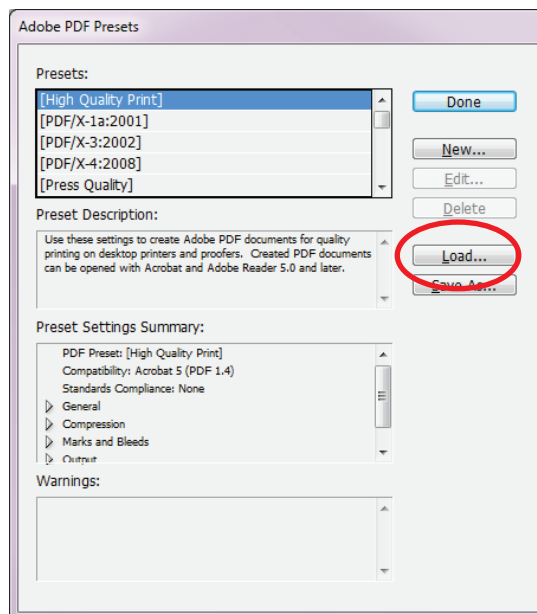 Adobe PDF Presets
Presets:
[High Quality Print]
[PDF/X-1a:2001]
[PDF/X-3:2002]
[PDF/X-4:2008]
[Press Quality]
Done
New...
Edit...
Delete
Load...
Save As...
Preset Description:
Use these settings to create Adobe PDF documents for quality
printing on desktop printers and proofers.  Created PDF documents
can be opened with Acrobat and Adobe Reader 5.0 and later.
Preset Settings Summary:
PDF Preset: [High Quality Print]
Compatibility: Acrobat 5 (PDF 1.4)
Standards Compliance: None
General
Compression
Marks and Bleeds
Output
Warnings: